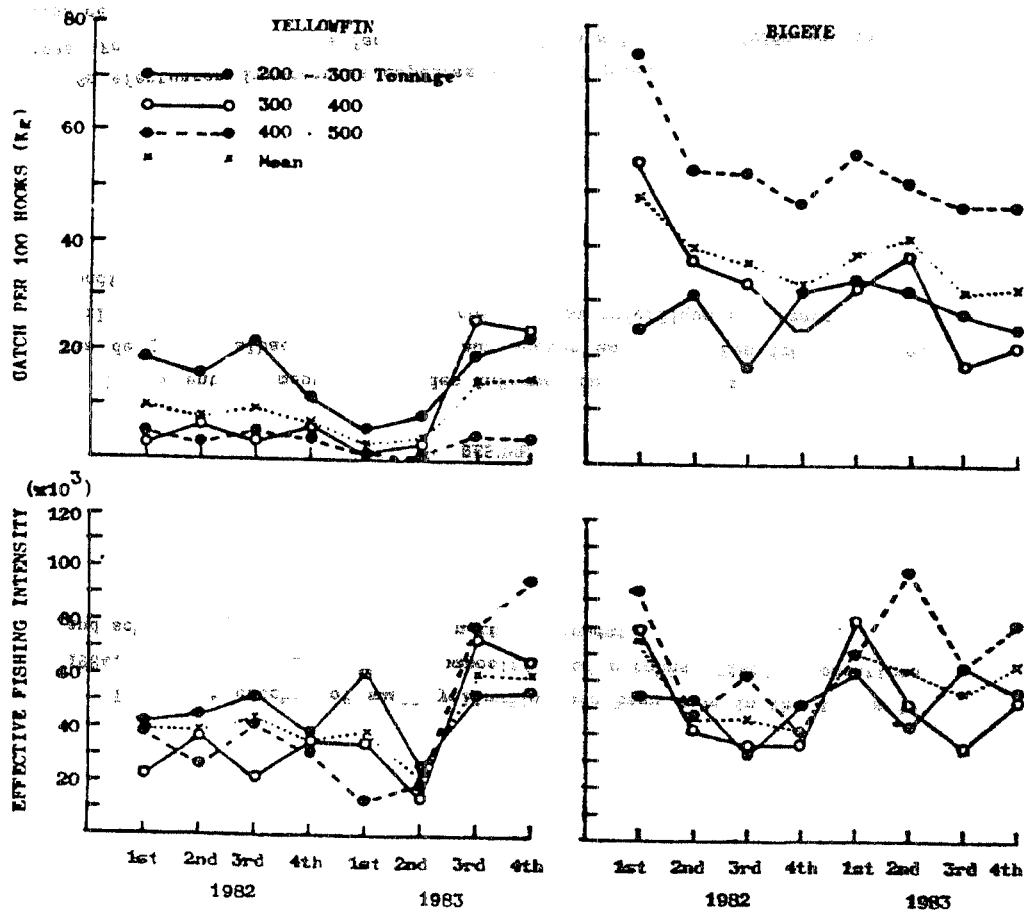 YELLOWFIN
BIGEYE
200 - 300 Tonnage
300 400
400 . 500
Mean
CATCH PER 100 HOOKS (Kg)
80
60
40
20
EFFECTIVE FISHING INTENSITY
(x10³)
120
100
80
60
40
20
1st 2nd 3rd 4th 1st 2nd 3rd 4th
1982 1983
1st 2nd 3rd 4th 1st 2nd 3rd 4th
1982 1983